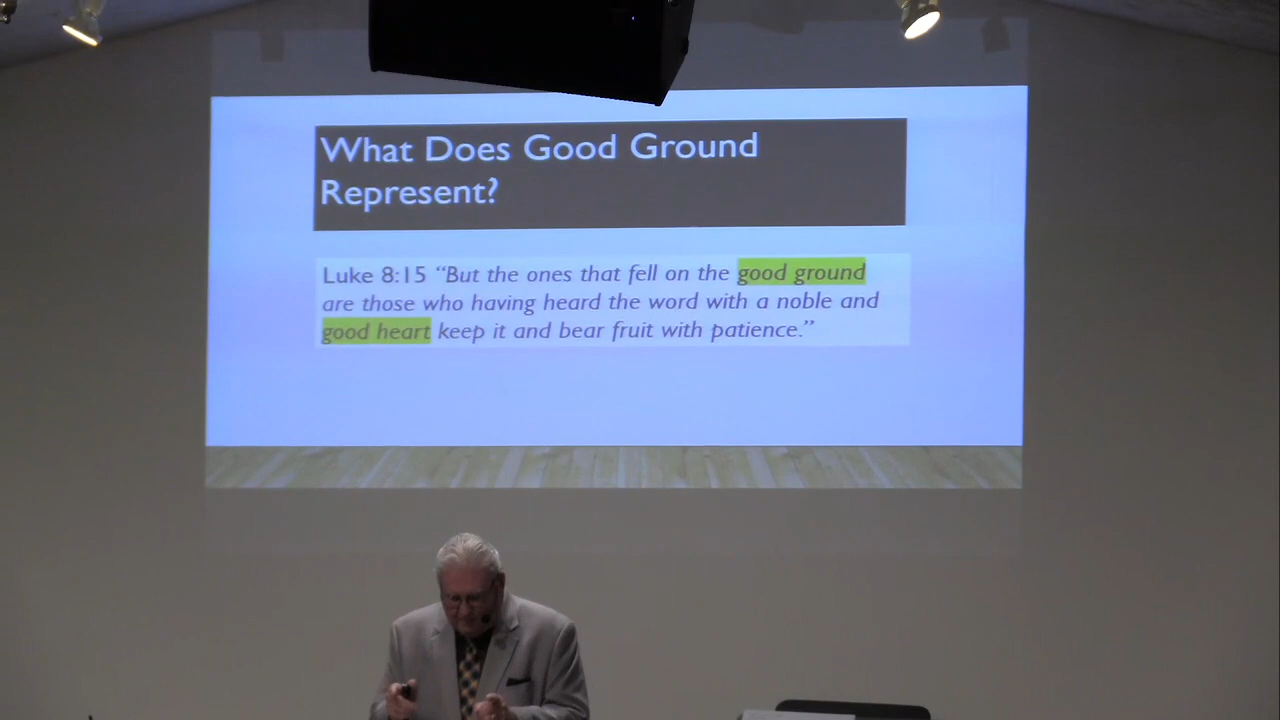 What Does Good Ground
Represent?
Luke 8:15 “But the ones that fell on the good ground
are those who having heard the word with a noble and
good heart keep it and bear fruit with patience.”